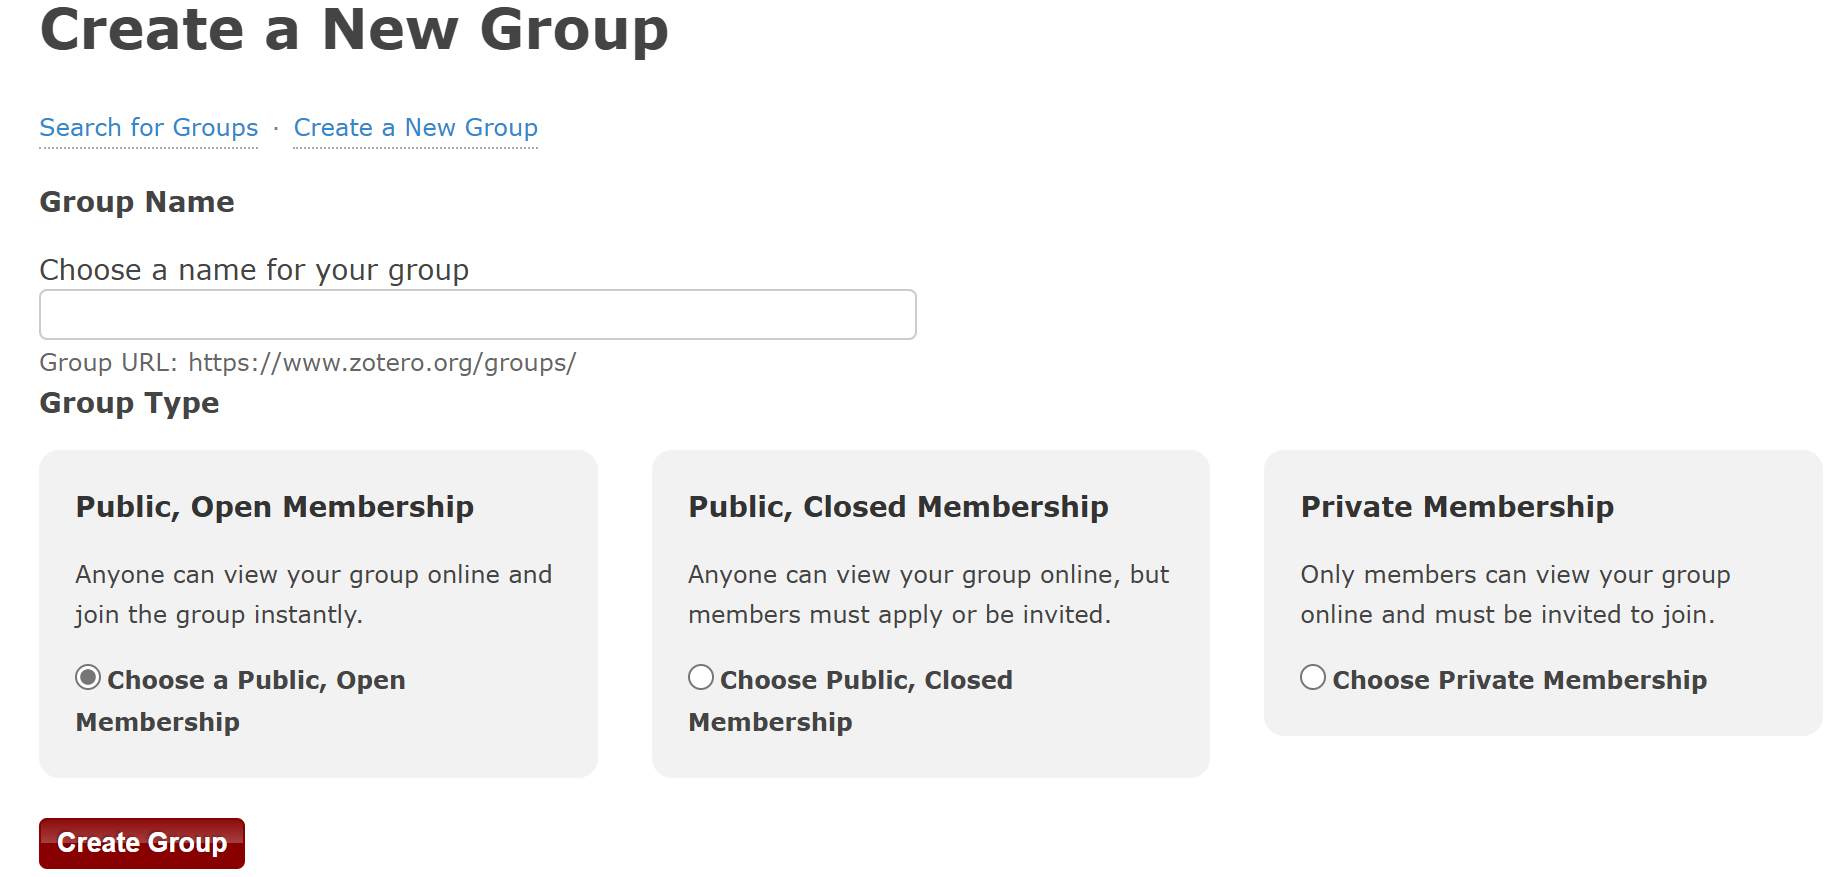 Create a New Group
Search for Groups · Create a New Group
Group Name
Choose a name for your group
Group URL: https://www.zotero.org/groups/
Group Type
Public, Open Membership
Anyone can view your group online and
join the group instantly.
Choose a Public, Open
Membership
Public, Closed Membership
Anyone can view your group online, but
members must apply or be invited.
Choose Public, Closed
Membership
Private Membership
Only members can view your group
online and must be invited to join.
Choose Private Membership
Create Group